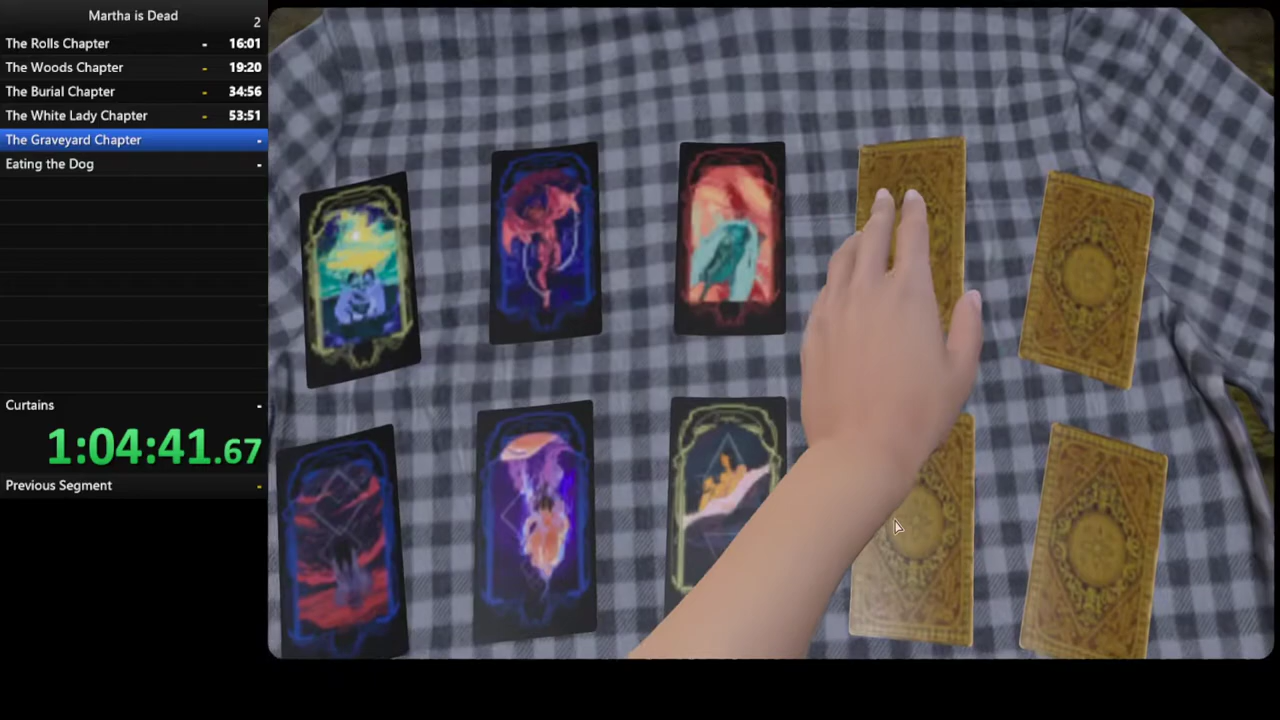 Martha is Dead
2
The Rolls Chapter - 16:01
The Woods Chapter - 19:20
The Burial Chapter - 34:56
The White Lady Chapter - 53:51
The Graveyard Chapter -
Eating the Dog -
Curtains -
1:04:41.67
Previous Segment -